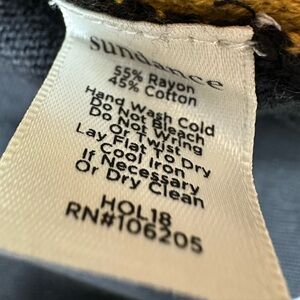 sundance
55% Rayon
45% Cotton
Hand Wash Cold
Do Not Bleach
Do Not Wring
Or Twist
Lay Flat To Dry
Cool Iron
If Necessary
Or Dry Clean
HOL18
RN#106205